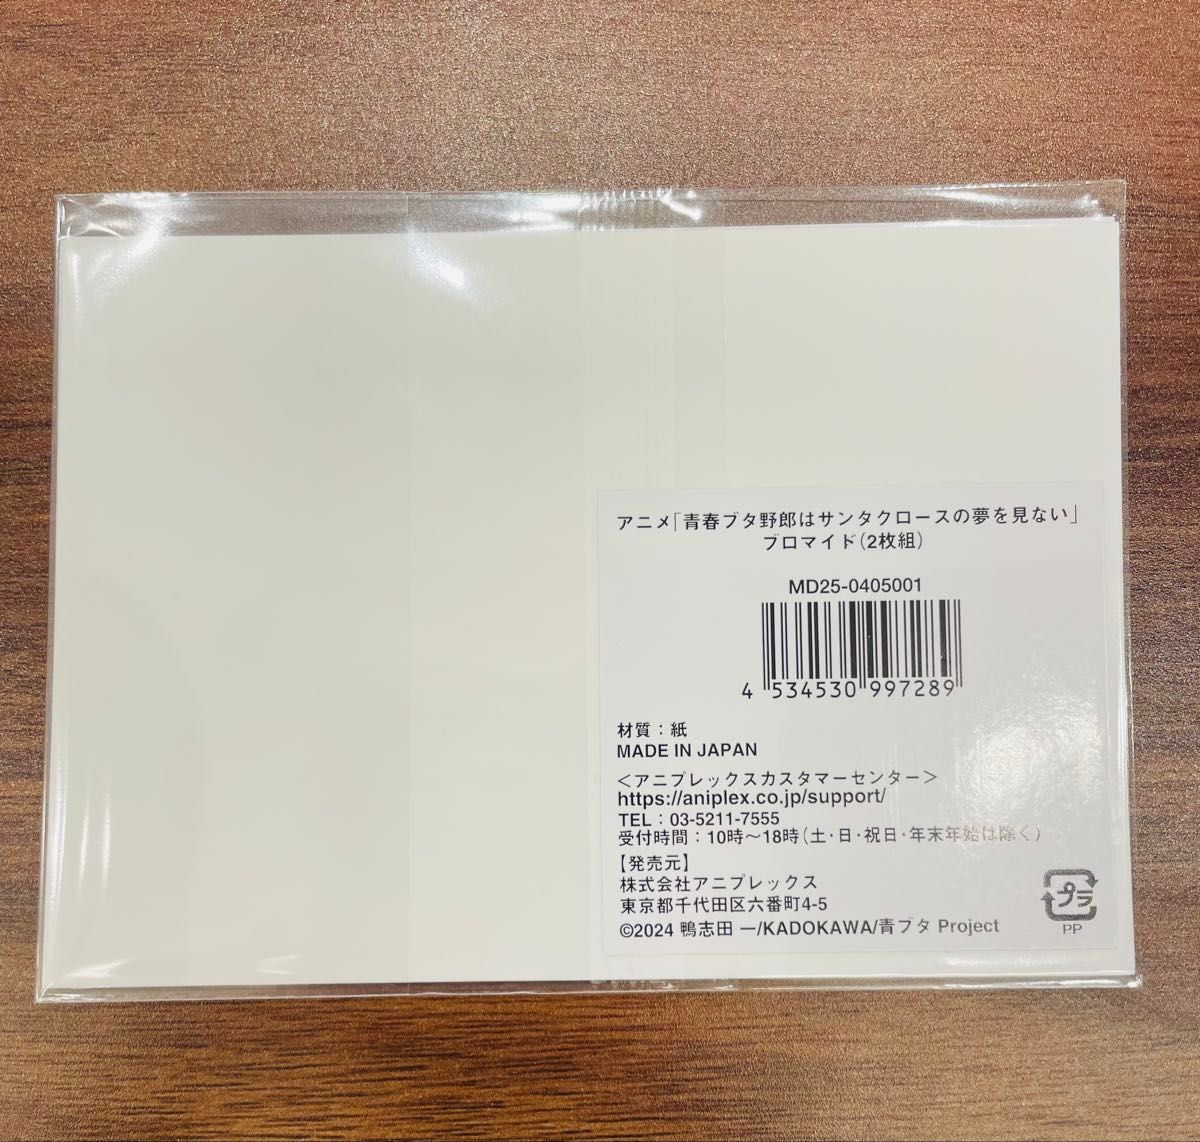 アニメ「青春ブタ野郎はサンタクロースの夢を見ない」
ブロマイド(2枚組)
MD25-0405001
4 534530 997289
材質:紙
MADE IN JAPAN
<アニプレックスカスタマーセンター>
https://aniplex.co.jp/support/
TEL:03-5211-7555
受付時間:10時〜18時(土・日・祝日・年末年始は除く)
【発売元】
株式会社アニプレックス
東京都千代田区六番町4-5
©2024 鴨志田 一/KADOKAWA/青ブタ Project
プラ
PP